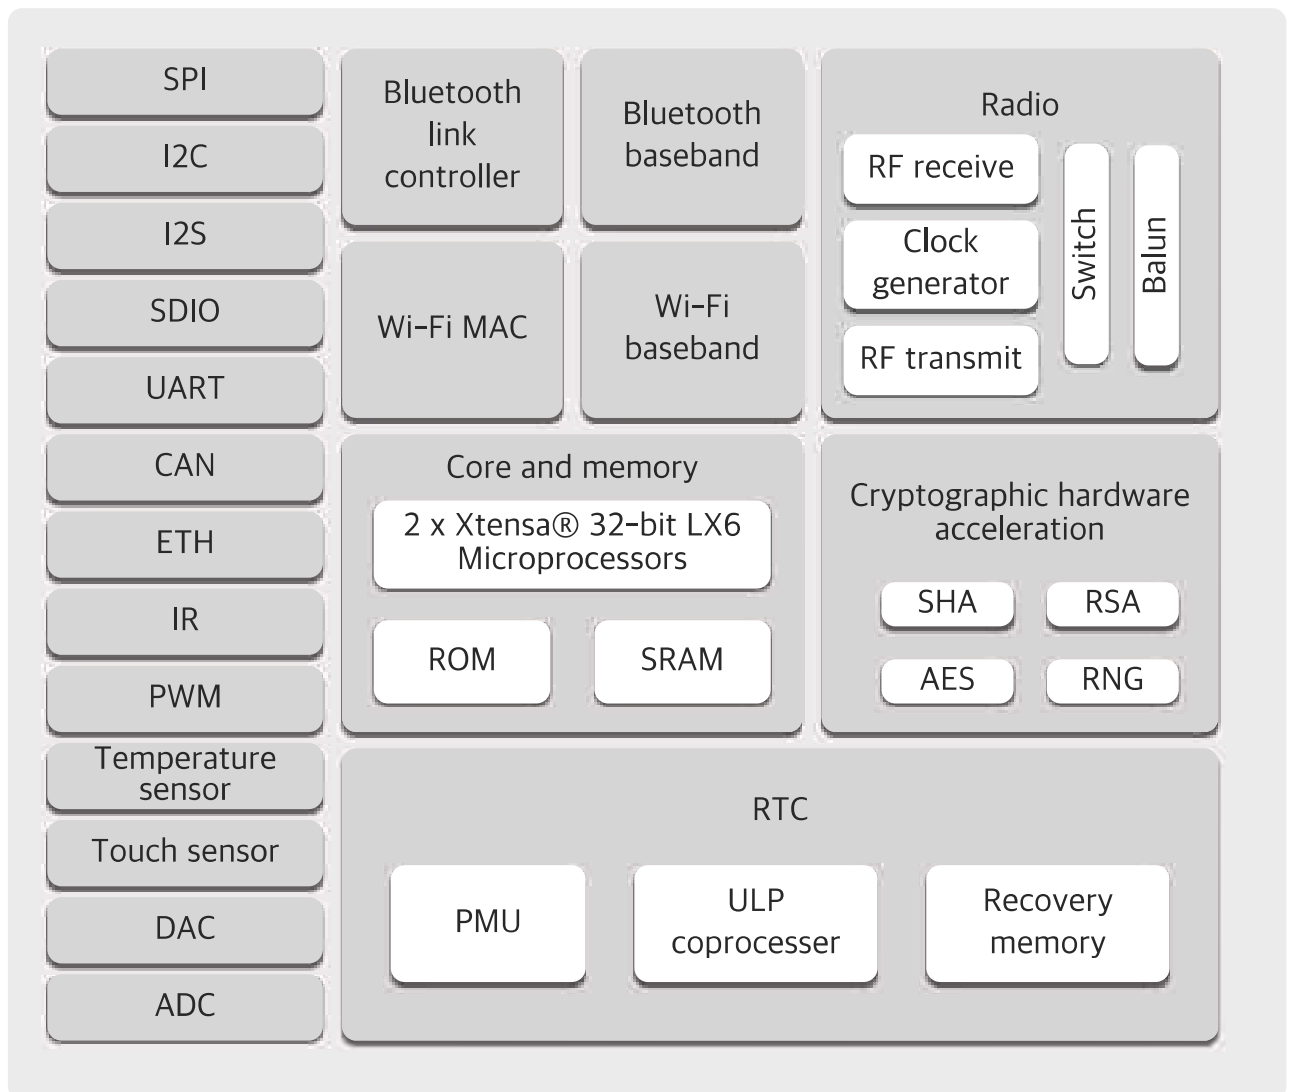 SPI
I2C
I2S
SDIO
UART
CAN
ETH
IR
PWM
Temperature
sensor
Touch sensor
DAC
ADC
Bluetooth
link
controller
Bluetooth
baseband
Wi-Fi MAC
Wi-Fi
baseband
Radio
RF receive
Clock
generator
RF transmit
Switch
Balun
Core and memory
2 x Xtensa® 32-bit LX6
Microprocessors
ROM
SRAM
Cryptographic hardware
acceleration
SHA
RSA
AES
RNG
RTC
PMU
ULP
coprocesser
Recovery
memory